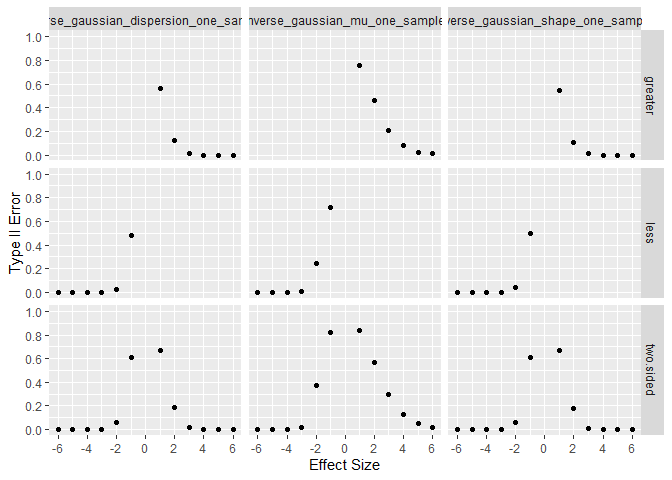 rse_gaussian_dispersion_one_sar
nverse_gaussian_mu_one_sample
verse_gaussian_shape_one_samp
1.0
0.8
0.6
0.4
0.2
0.0
greater
1.0
0.8
0.6
0.4
0.2
0.0
less
1.0
0.8
0.6
0.4
0.2
0.0
two.sided
Type II Error
-6 -4 -2 0 2 4 6
-6 -4 -2 0 2 4 6
-6 -4 -2 0 2 4 6
Effect Size